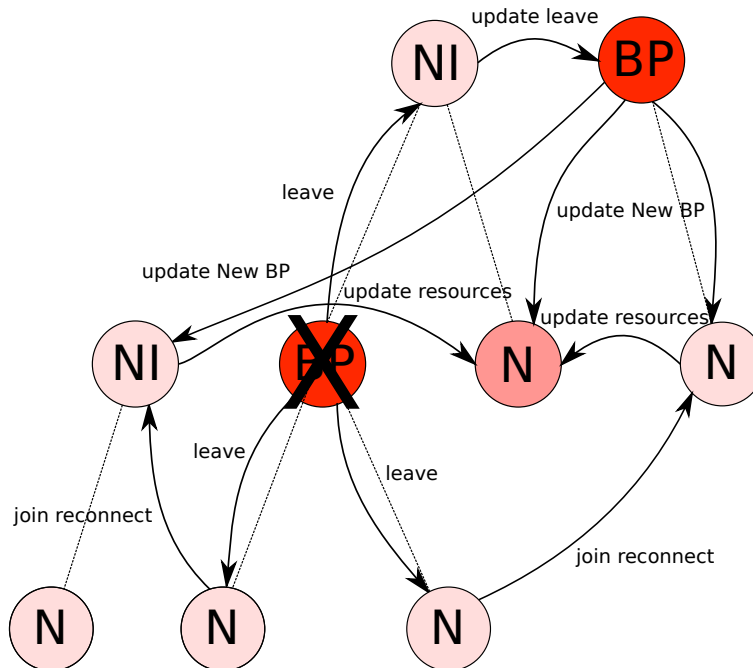 update leave
NI
BP
leave
update New BP
update New BP
update resources
update resources
NI
BP
N
N
leave
leave
join reconnect
join reconnect
N
N
N